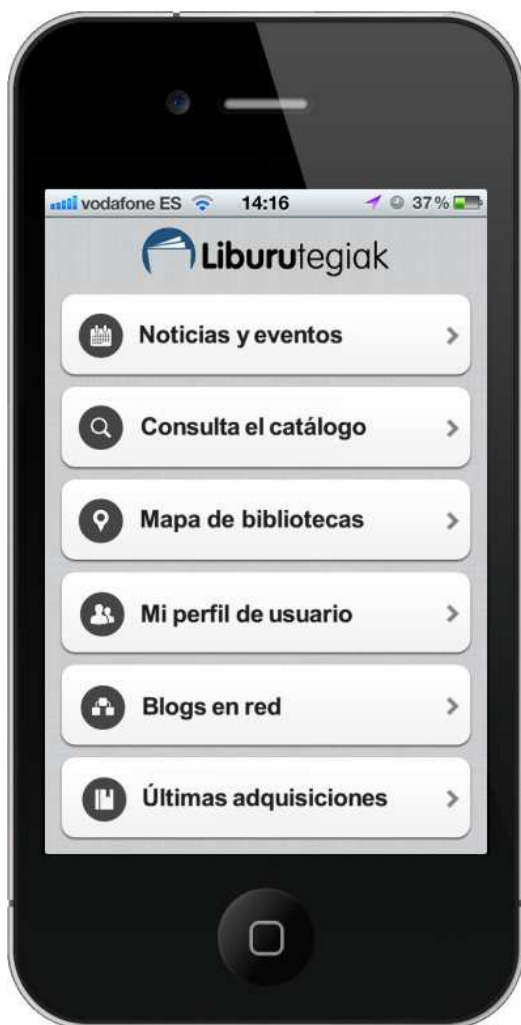 vodafone ES 14:16 37%
Liburutegiak
Noticias y eventos
Consulta el catálogo
Mapa de bibliotecas
Mi perfil de usuario
Blogs en red
Últimas adquisiciones